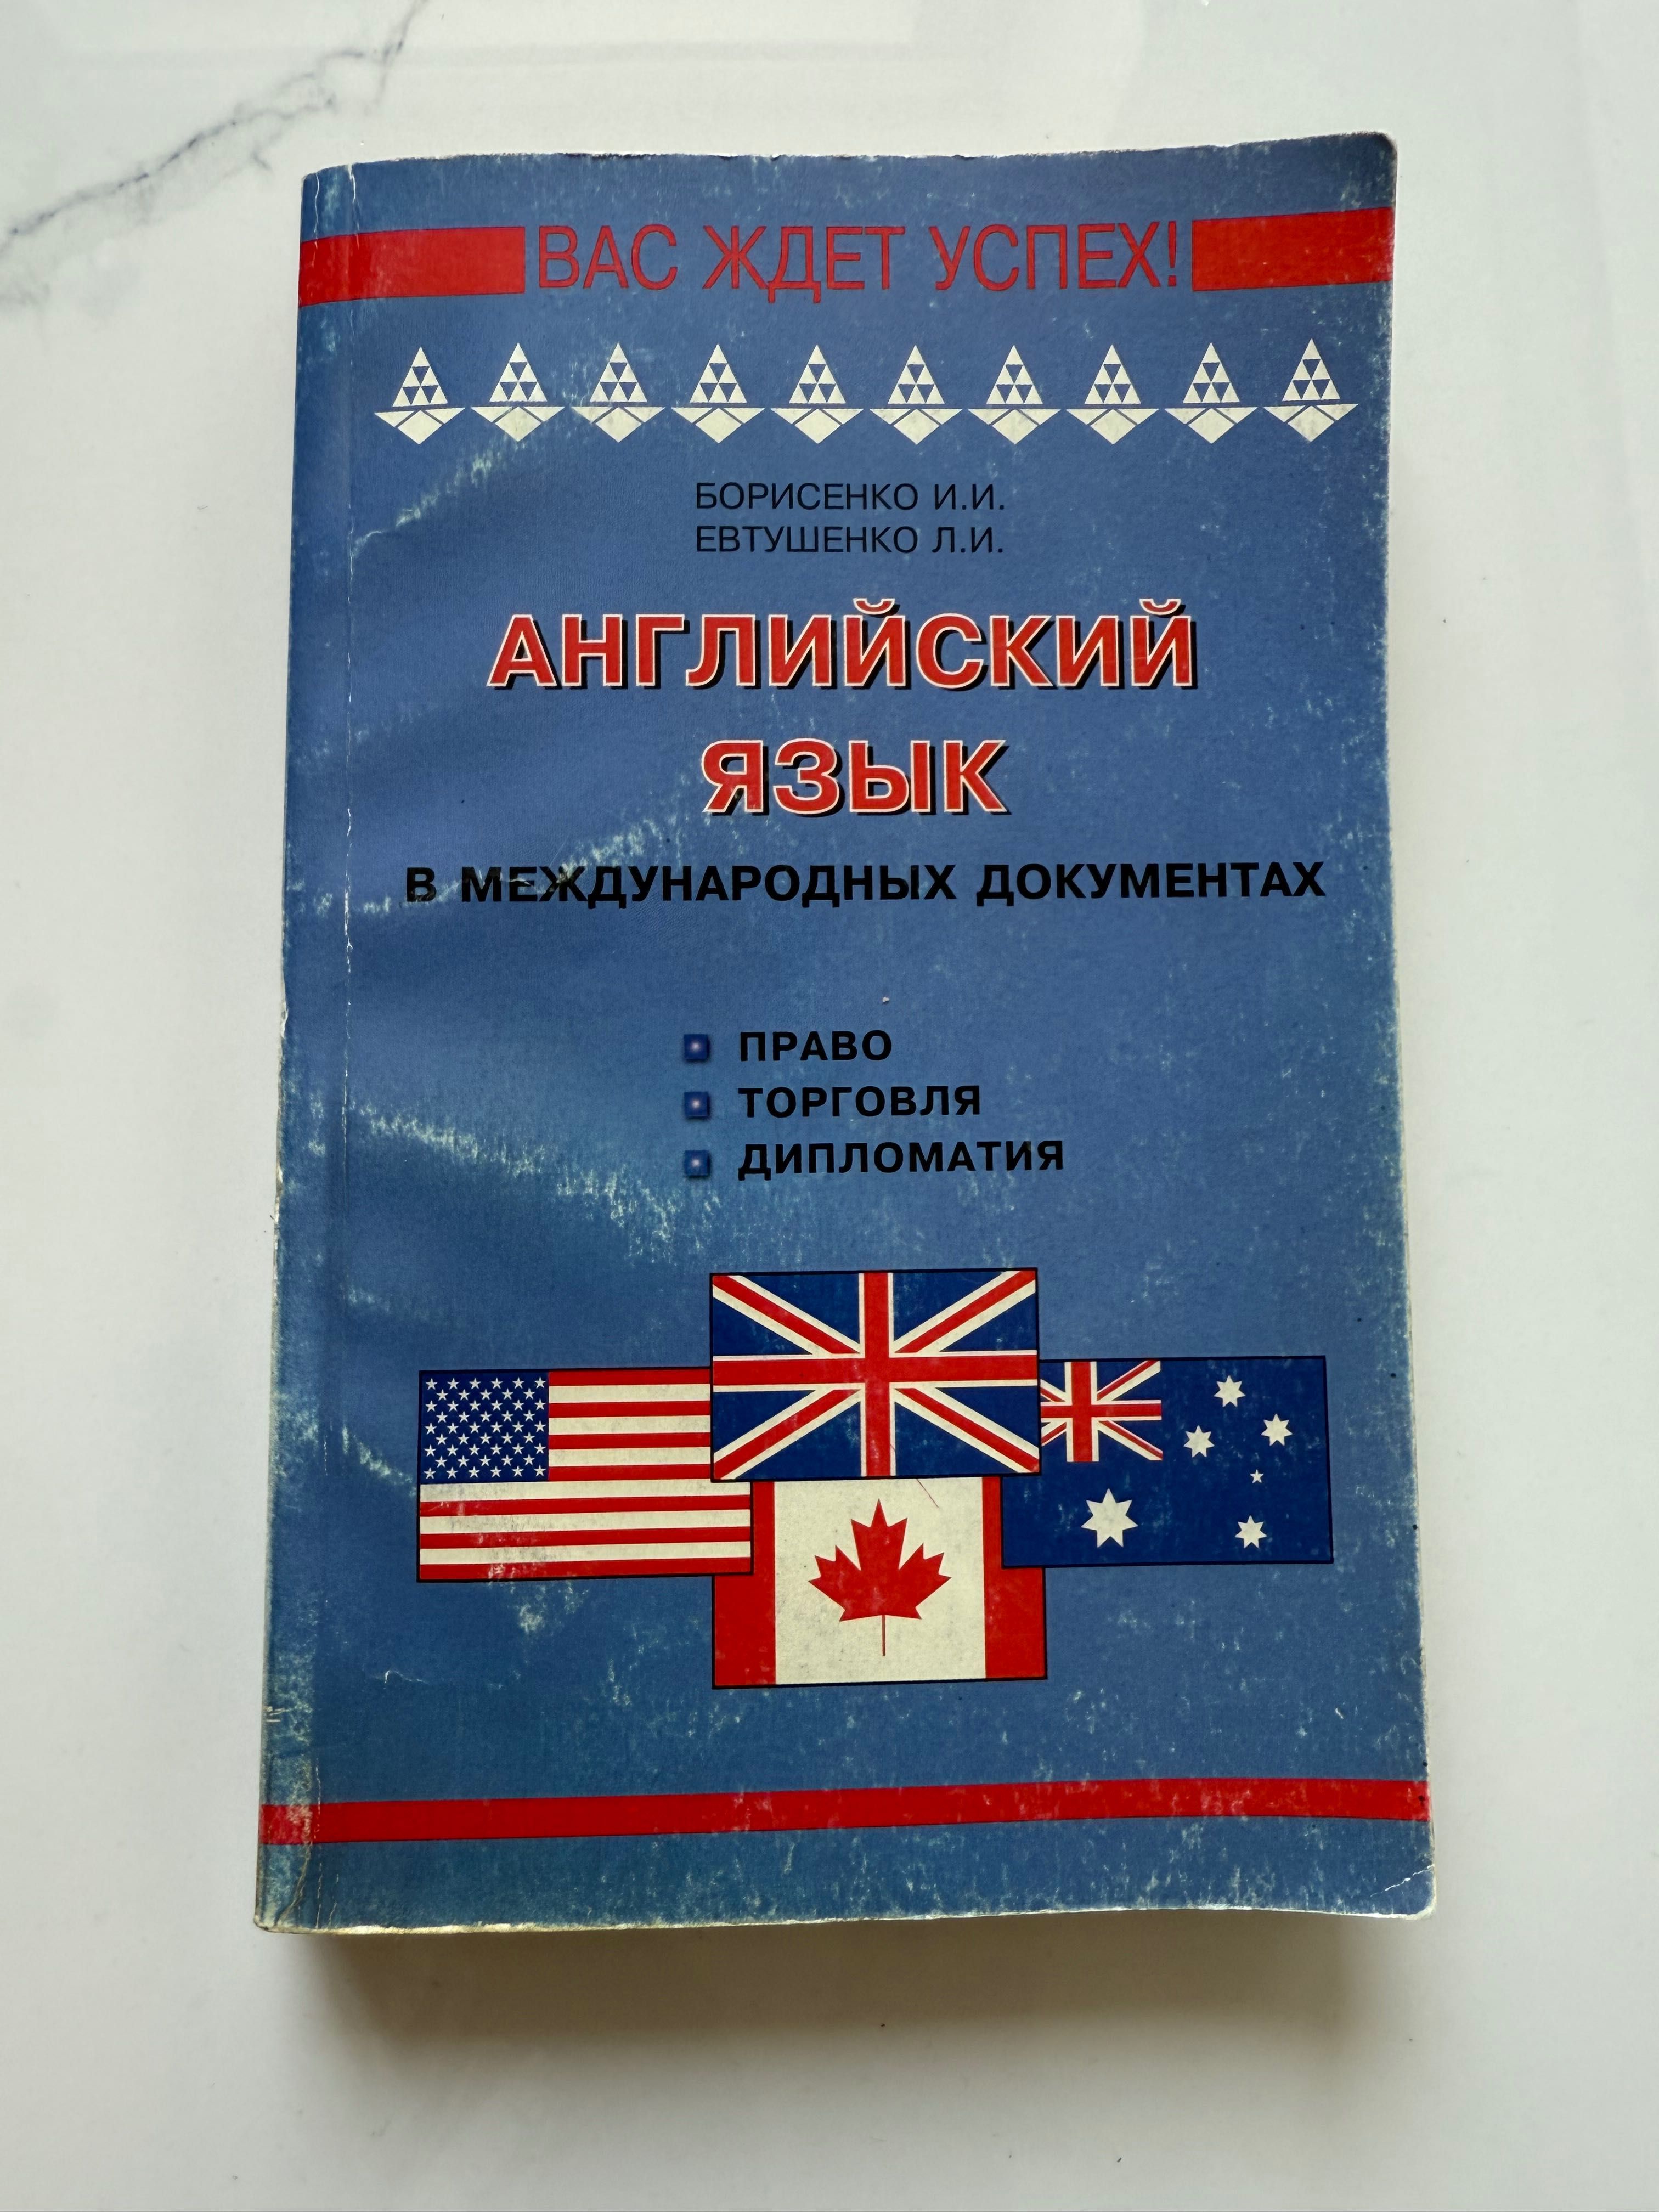 ВАС ЖДЕТ УСПЕХ!
БОРИСЕНКО И.И.
ЕВТУШЕНКО Л.И.
АНГЛИЙСКИЙ
ЯЗЫК
В МЕЖДУНАРОДНЫХ ДОКУМЕНТАХ
ПРАВО
ТОРГОВЛЯ
ДИПЛОМАТИЯ